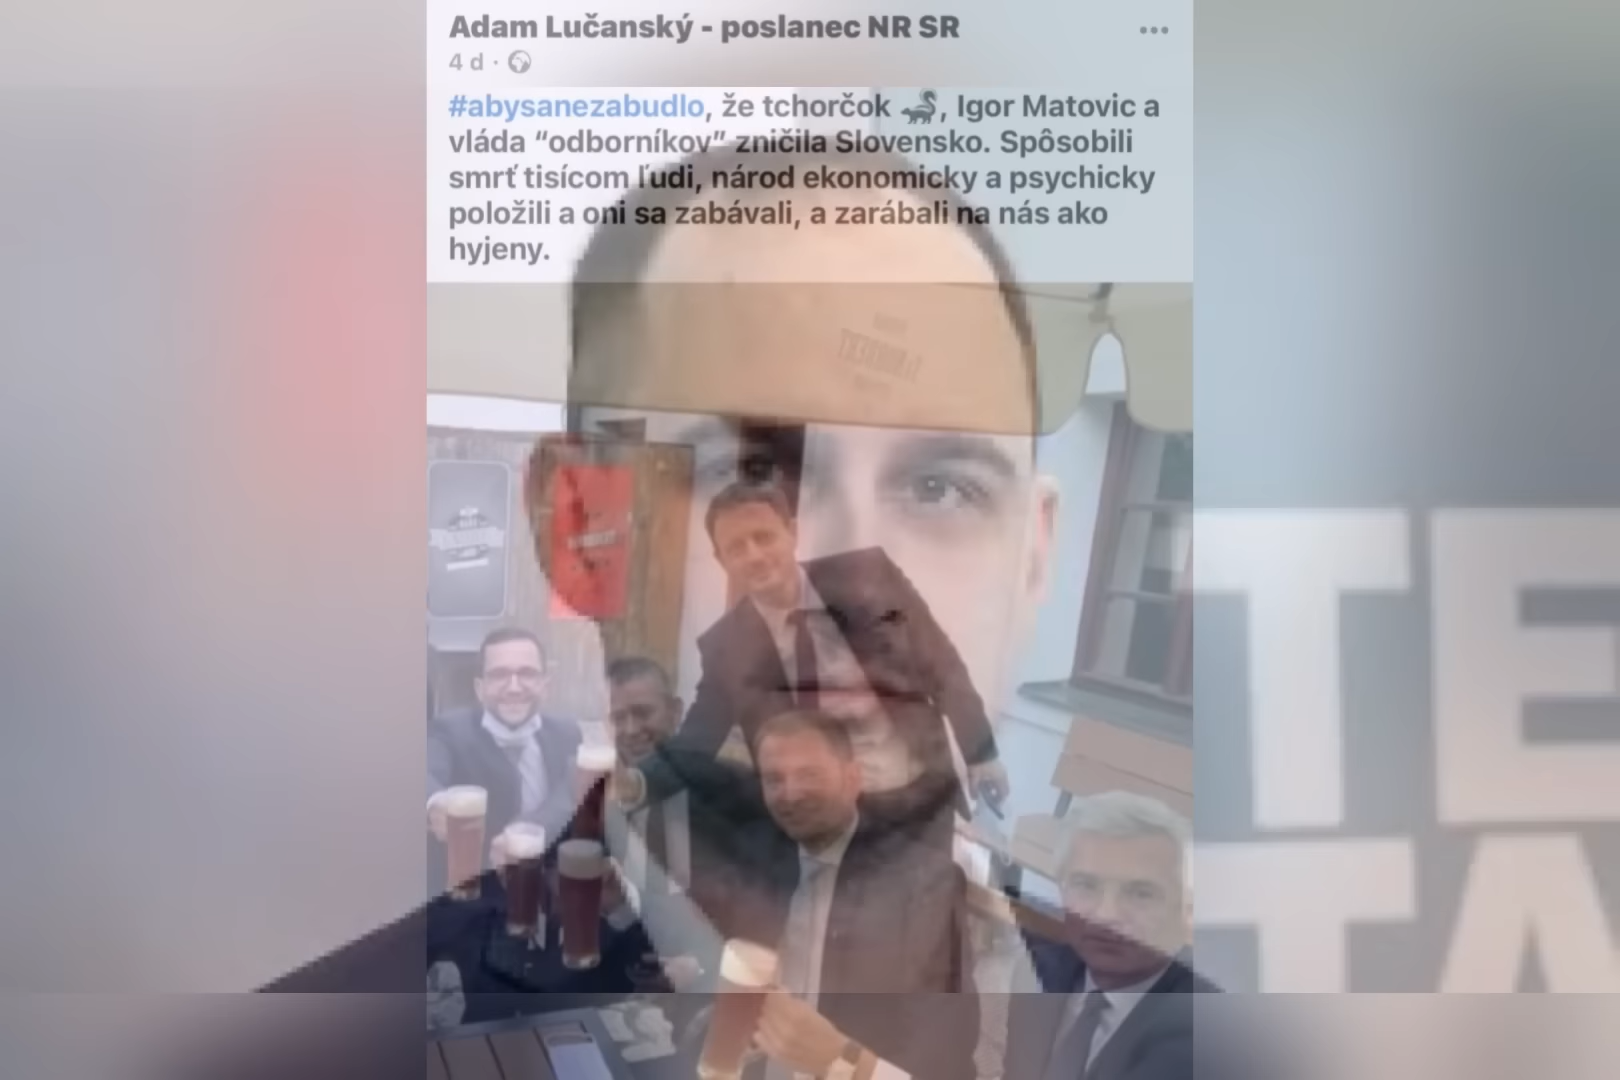 Adam Lučanský - poslanec NR SR
4 d ·
#abysanezabudlo, že tchorčok 🦨, Igor Matovic a
vláda “odborníkov” zničila Slovensko. Spôsobili
smrť tisícom ľudi, národ ekonomicky a psychicky
položili a oni sa zabávali, a zarábali na nás ako
hyjeny.
TE
TA